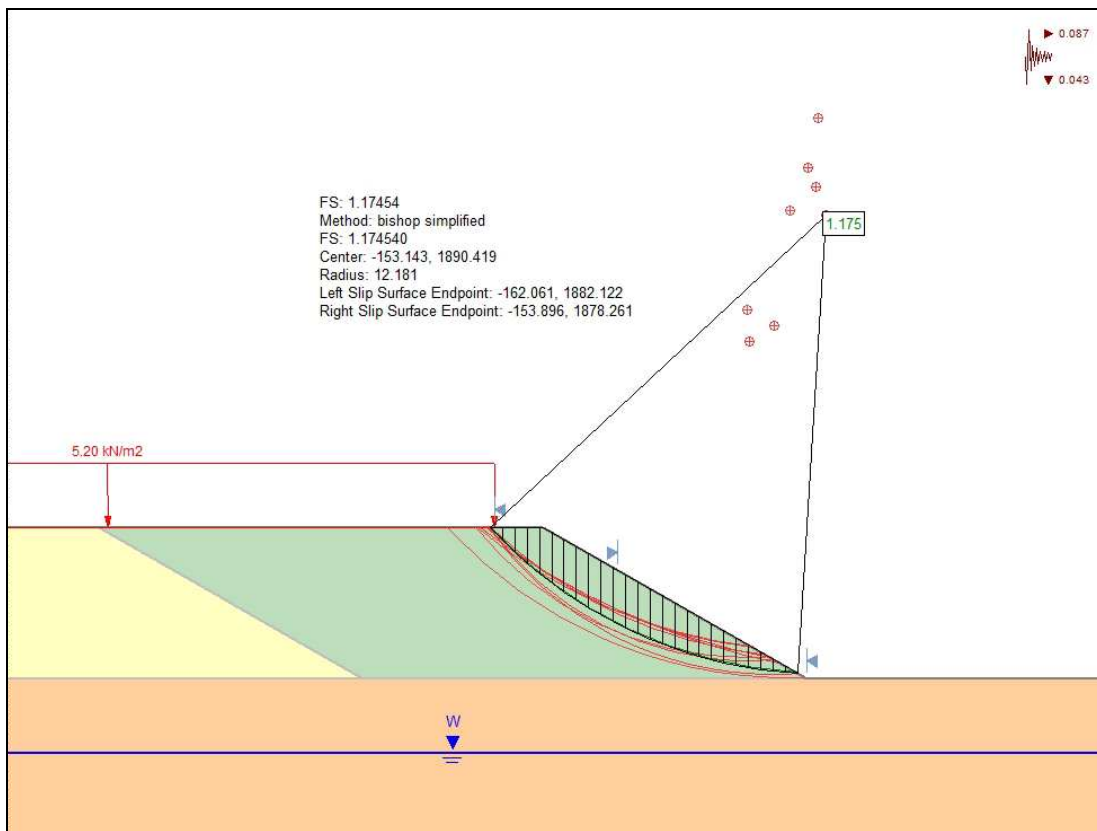 0.087
0.043
FS: 1.17454
Method: bishop simplified
FS: 1.174540
Center: -153.143, 1890.419
Radius: 12.181
Left Slip Surface Endpoint: -162.061, 1882.122
Right Slip Surface Endpoint: -153.896, 1878.261
1.175
5.20 kN/m2
W